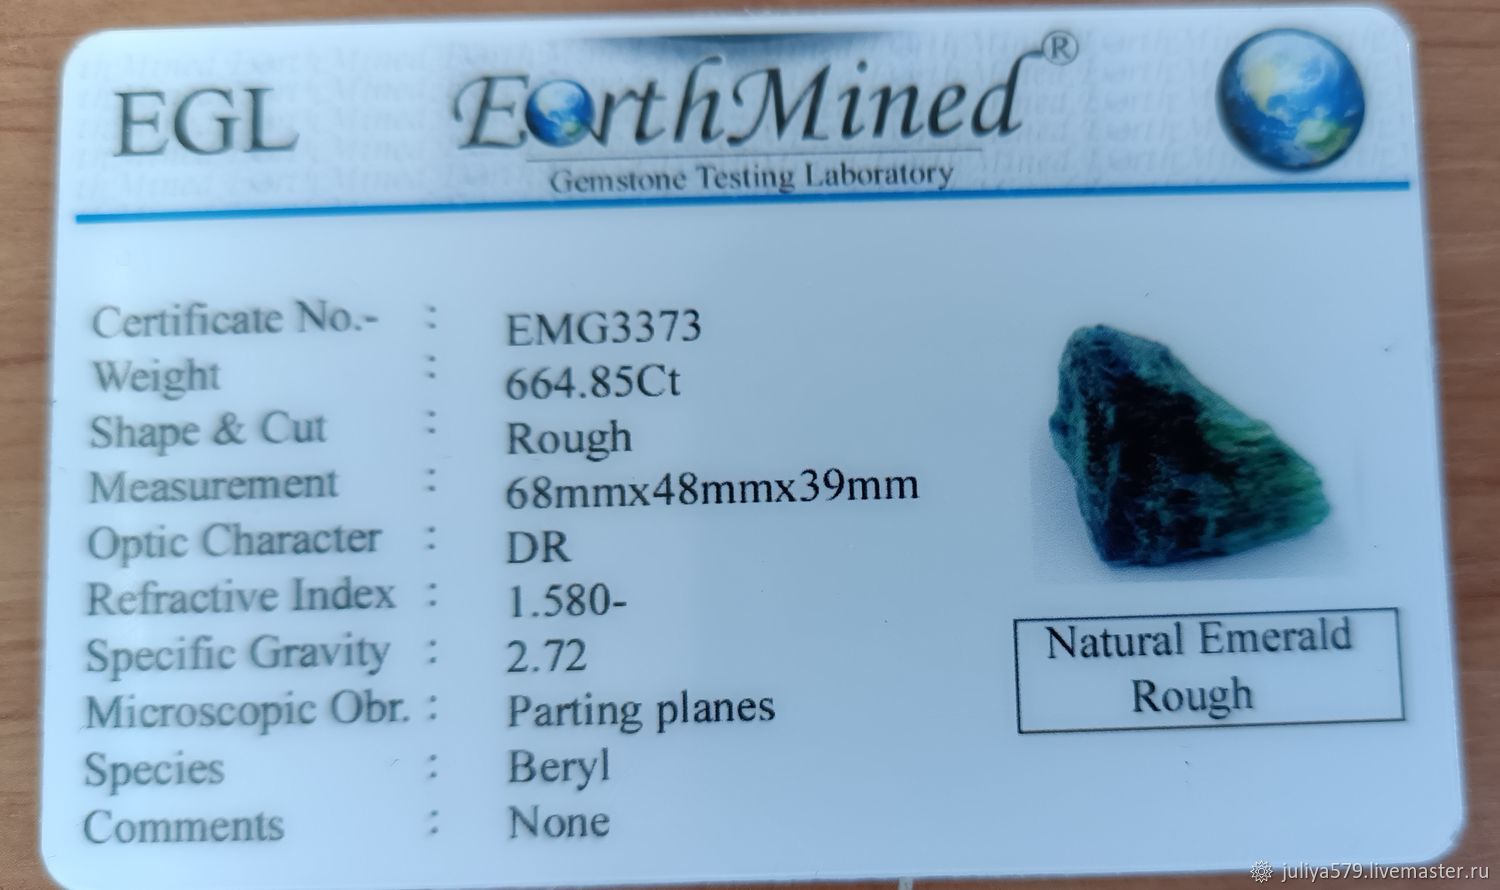 EGL
EarthMined®
Gemstone Testing Laboratory
Certificate No.- : EMG3373
Weight : 664.85Ct
Shape & Cut : Rough
Measurement : 68mmx48mmx39mm
Optic Character : DR
Refractive Index : 1.580-
Specific Gravity : 2.72
Microscopic Obr. : Parting planes
Species : Beryl
Comments : None
Natural Emerald
Rough
juliya579.livemaster.ru